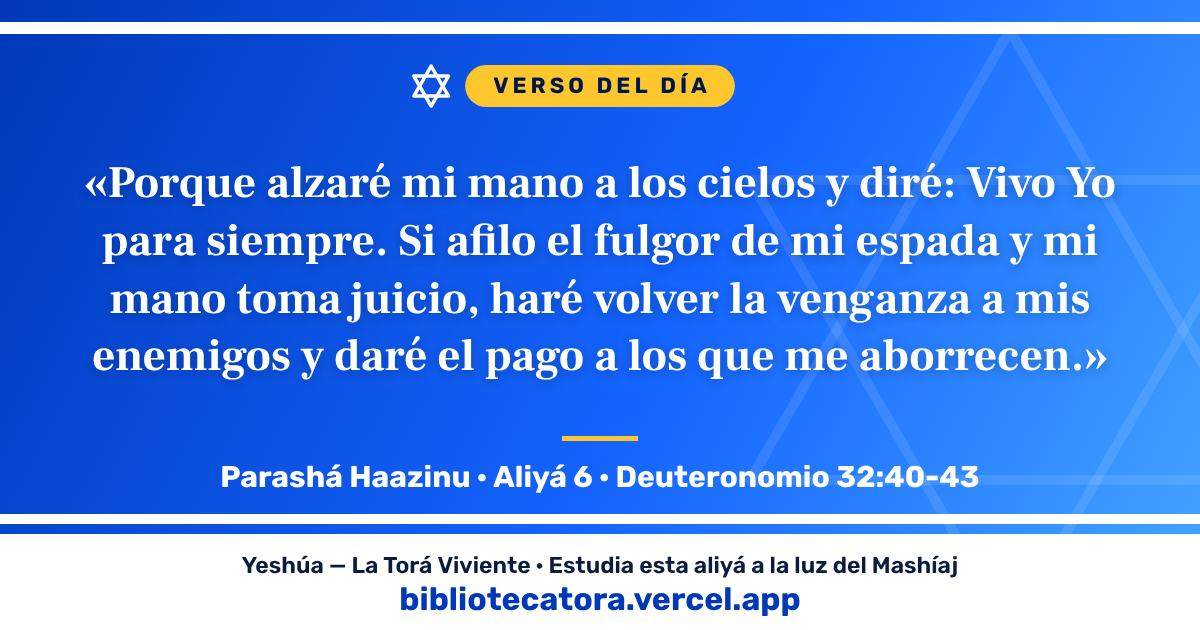 VERSO DEL DÍA
«Porque alzaré mi mano a los cielos y diré: Vivo Yo
para siempre. Si afilo el fulgor de mi espada y mi
mano toma juicio, haré volver la venganza a mis
enemigos y daré el pago a los que me aborrecen.»
Parashá Haazinu • Aliyá 6 • Deuteronomio 32:40-43
Yeshúa — La Torá Viviente • Estudia esta aliyá a la luz del Mashíaj
bibliotecatora.vercel.app